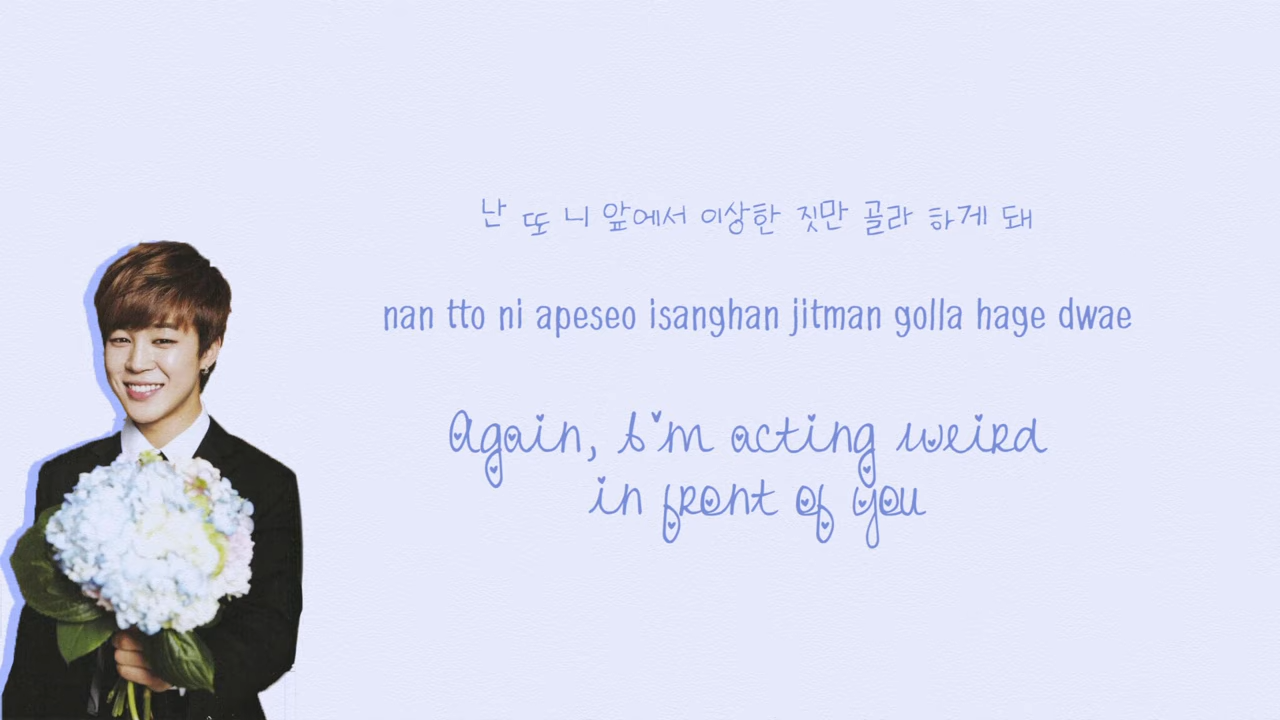 난 또 니 앞에서 이상한 짓만 골라 하게 돼
nan tto ni apeseo isanghan jitman golla hage dwae
Again, I'm acting weird
in front of you